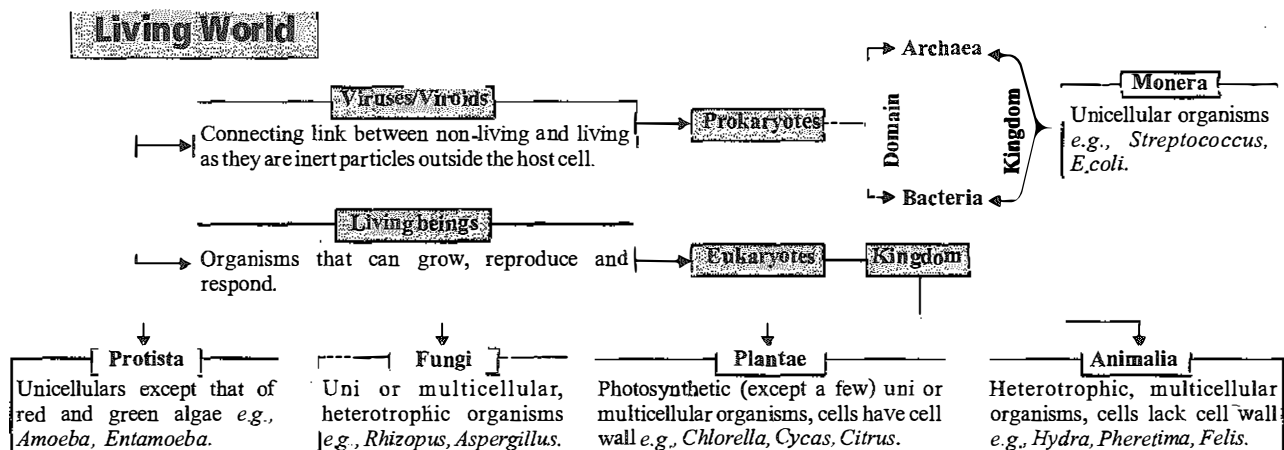 Living World
Viruses/Viroids
Connecting link between non-living and living
as they are inert particles outside the host cell.
Living beings
Organisms that can grow, reproduce and
respond.
Prokaryotes
Domain
Archaea
Bacteria
Kingdom
Monera
Unicellular organisms
e.g., Streptococcus,
E.coli.
Eukaryotes
Kingdom
Protista
Unicellulars except that of
red and green algae e.g.,
Amoeba, Entamoeba.
Fungi
Uni or multicellular,
heterotrophic organisms
e.g., Rhizopus, Aspergillus.
Plantae
Photosynthetic (except a few) uni or
multicellular organisms, cells have cell
wall e.g., Chlorella, Cycas, Citrus.
Animalia
Heterotrophic, multicellular
organisms, cells lack cell wall
e.g., Hydra, Pheretima, Felis.